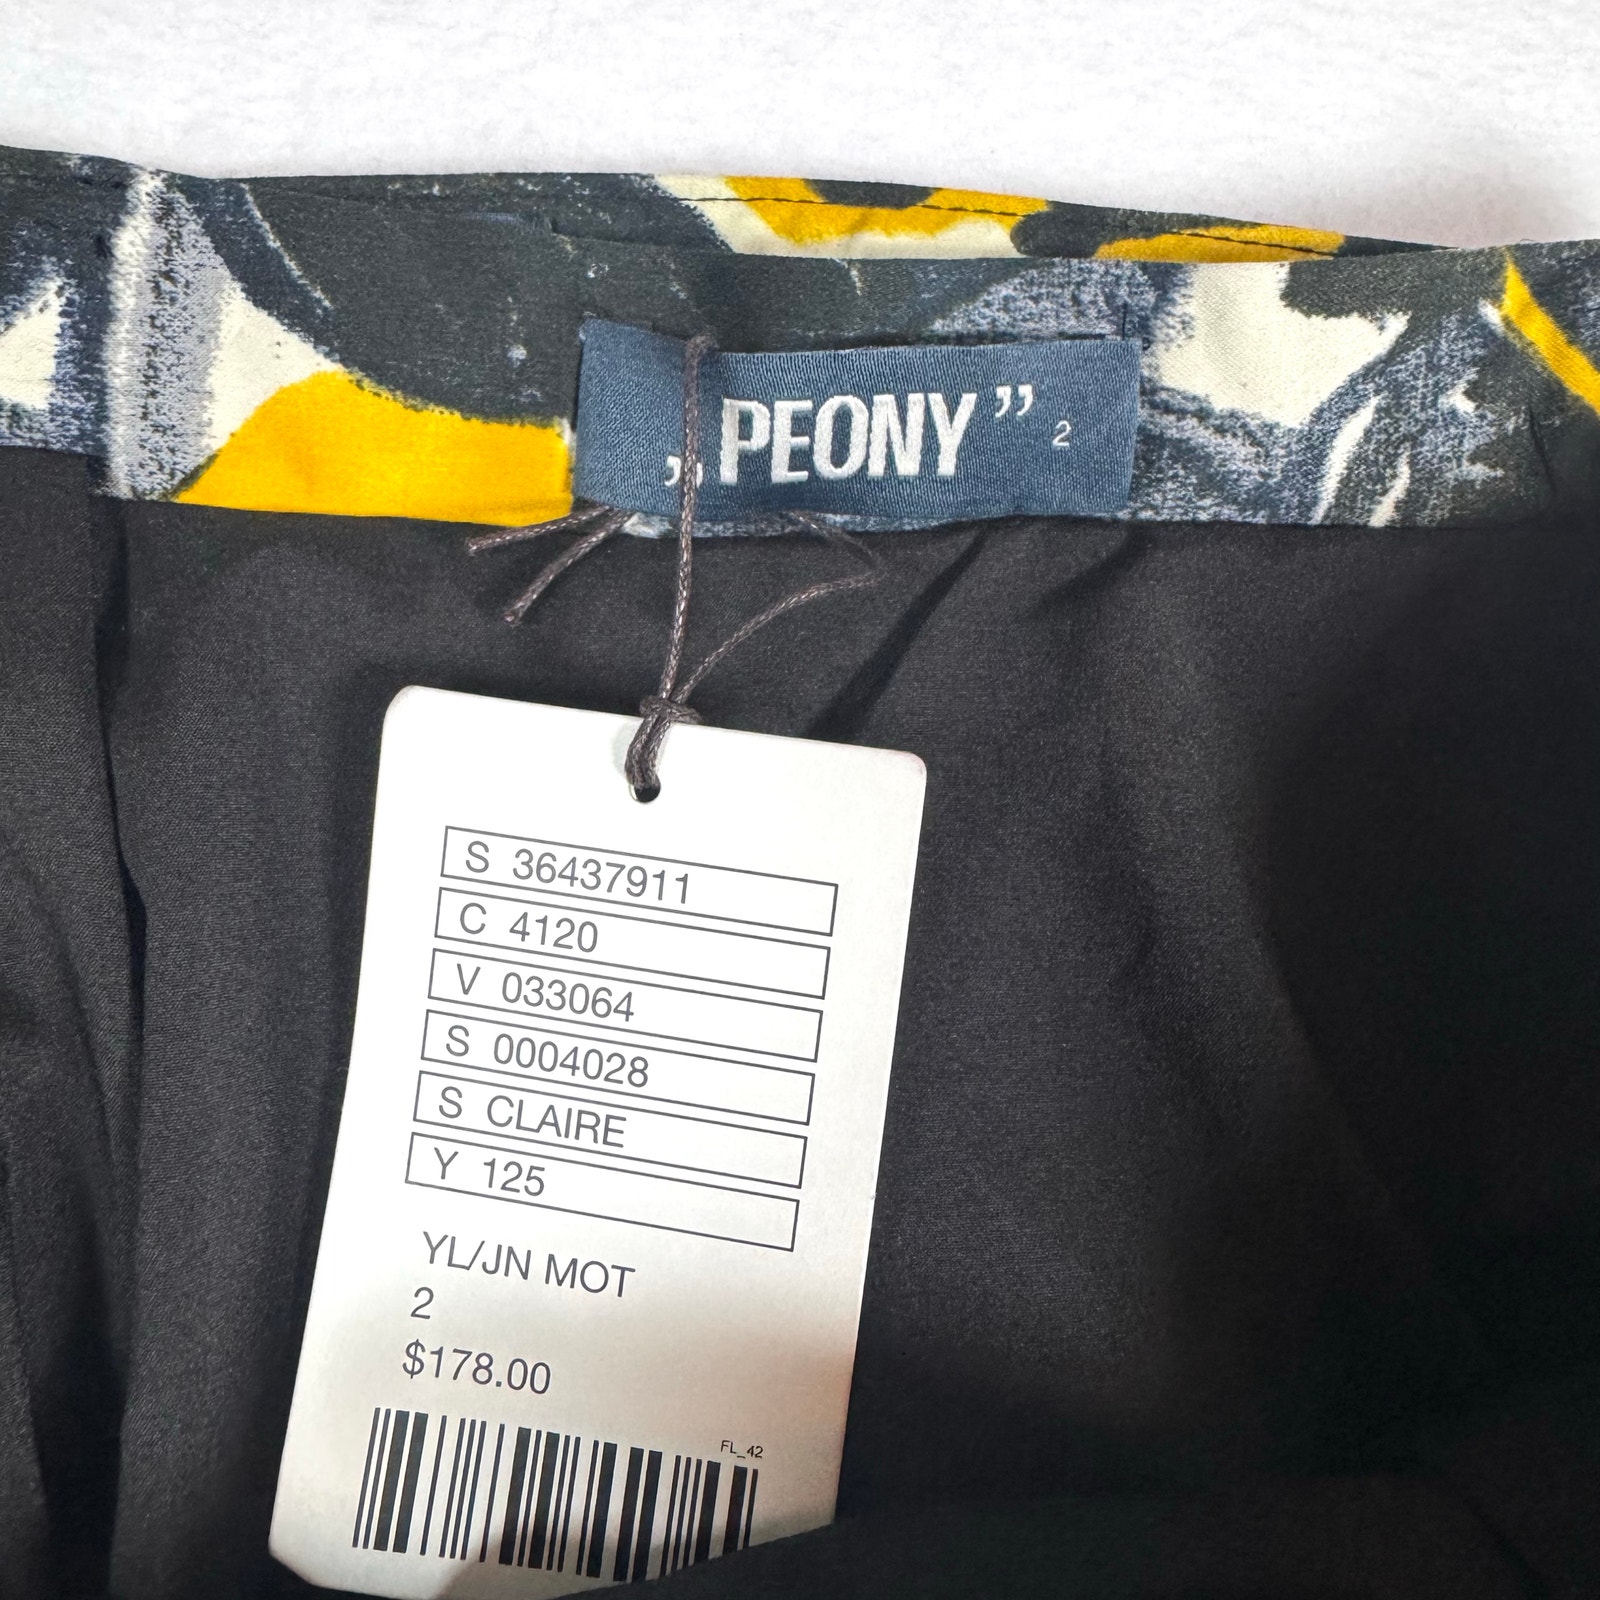 „PEONY” 2
S 36437911
C 4120
V 033064
S 0004028
S CLAIRE
Y 125
YL/JN MOT
2
$178.00
FL_42